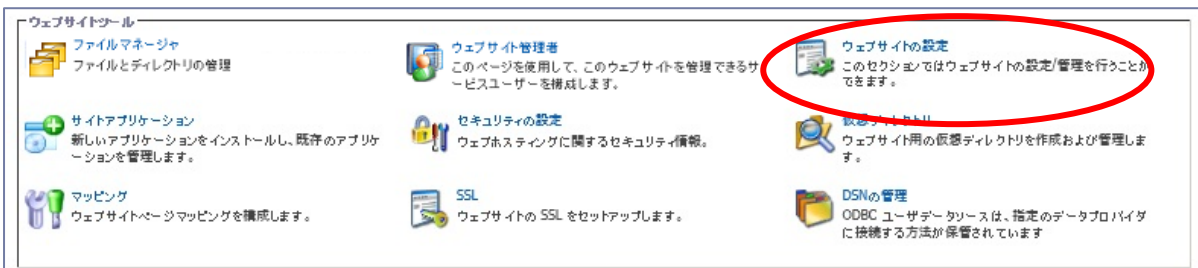 ウェブサイトツール
ファイルマネージャ
ファイルとディレクトリの管理
ウェブサイト管理者
このページを使用して、このウェブサイトを管理できるサ
ービスユーザーを構成します。
ウェブサイトの設定
このセクションではウェブサイトの設定/管理を行うことが
できます。
サイトアプリケーション
新しいアプリケーションをインストールし、既存のアプリケ
ーションを管理します。
セキュリティの設定
ウェブホスティングに関するセキュリティ情報。
仮想ディレクトリ
ウェブサイト用の仮想ディレクトリを作成および管理しま
す。
マッピング
ウェブサイトページマッピングを構成します。
SSL
ウェブサイトの SSL をセットアップします。
DSNの管理
ODBC ユーザデータソースは、指定のデータプロバイダ
に接続する方法が保管されています